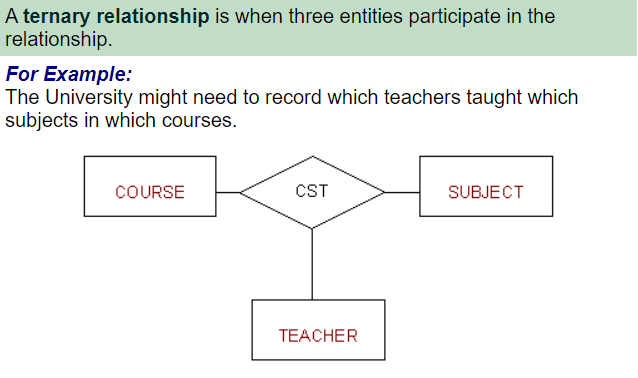 A ternary relationship is when three entities participate in the
relationship.
For Example:
The University might need to record which teachers taught which
subjects in which courses.
COURSE
CST
SUBJECT
TEACHER